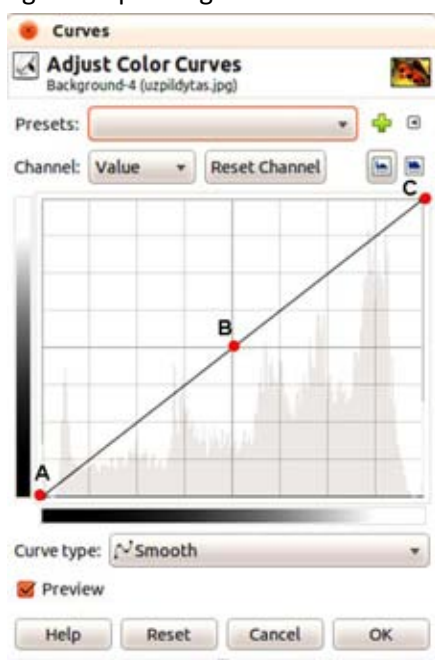 Curves
Adjust Color Curves
Background-4 (uzpildytas.jpg)
Presets:
Channel: Value Reset Channel
C
B
A
Curve type: Smooth
Preview
Help Reset Cancel OK